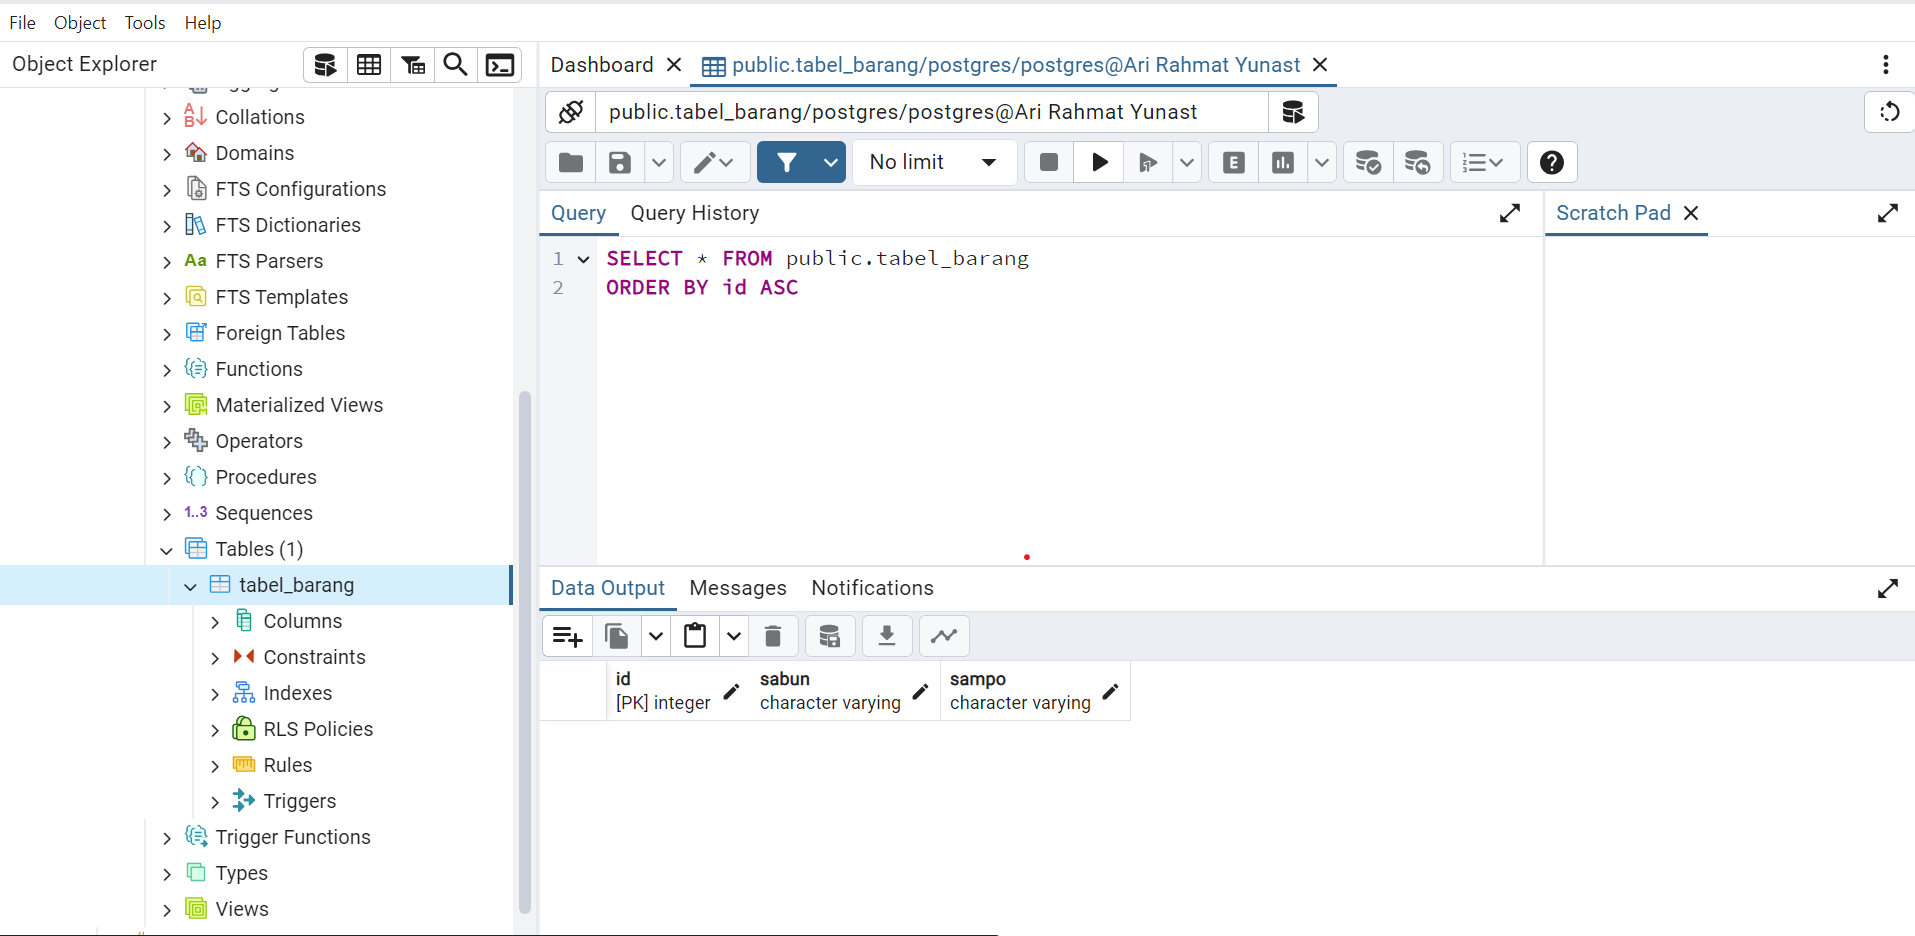 File Object Tools Help
Object Explorer
Dashboard
public.tabel_barang/postgres/postgres@Ari Rahmat Yunast
public.tabel_barang/postgres/postgres@Ari Rahmat Yunast
No limit
Query Query History
Scratch Pad
1 SELECT * FROM public.tabel_barang
2 ORDER BY id ASC
Collations
Domains
FTS Configurations
FTS Dictionaries
Aa FTS Parsers
FTS Templates
Foreign Tables
Functions
Materialized Views
Operators
Procedures
1..3 Sequences
Tables (1)
tabel_barang
Columns
Constraints
Indexes
RLS Policies
Rules
Triggers
Trigger Functions
Types
Views
Data Output Messages Notifications
id sabun sampo
[PK] integer character varying character varying